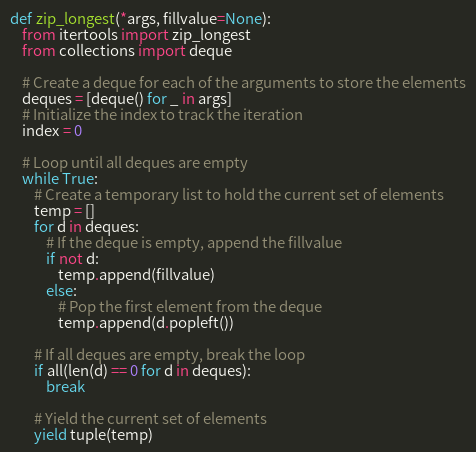 def zip_longest(*args, fillvalue=None):
    from itertools import zip_longest
    from collections import deque

    # Create a deque for each of the arguments to store the elements
    deques = [deque() for _ in args]
    # Initialize the index to track the iteration
    index = 0

    # Loop until all deques are empty
    while True:
        # Create a temporary list to hold the current set of elements
        temp = []
        for d in deques:
            # If the deque is empty, append the fillvalue
            if not d:
                temp.append(fillvalue)
            else:
                # Pop the first element from the deque
                temp.append(d.popleft())

        # If all deques are empty, break the loop
        if all(len(d) == 0 for d in deques):
            break

        # Yield the current set of elements
        yield tuple(temp)